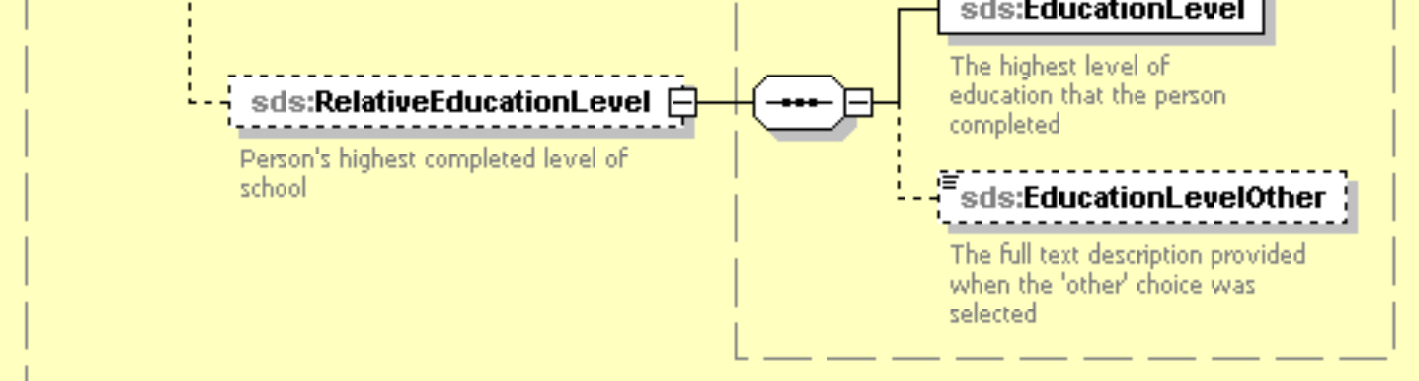 sds:EducationLevel
The highest level of
education that the person
completed
sds:RelativeEducationLevel
Person's highest completed level of
school
sds:EducationLevelOther
The full text description provided
when the 'other' choice was
selected